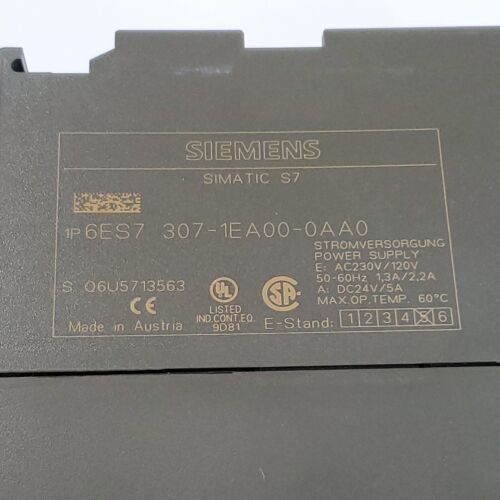 SIEMENS
SIMATIC S7
1P 6ES7 307-1EA00-0AA0
STROMVERSORGUNG
POWER SUPPLY
E: AC230V/120V
50-60Hz 1,3A/2,2A
A: DC24V/5A
MAX.OP.TEMP. 60°C
S Q6U5713563
CE
Made in Austria
UL
LISTED
IND.CONT.EQ.
9D81
SA
E-Stand: 1 2 3 4 5 6